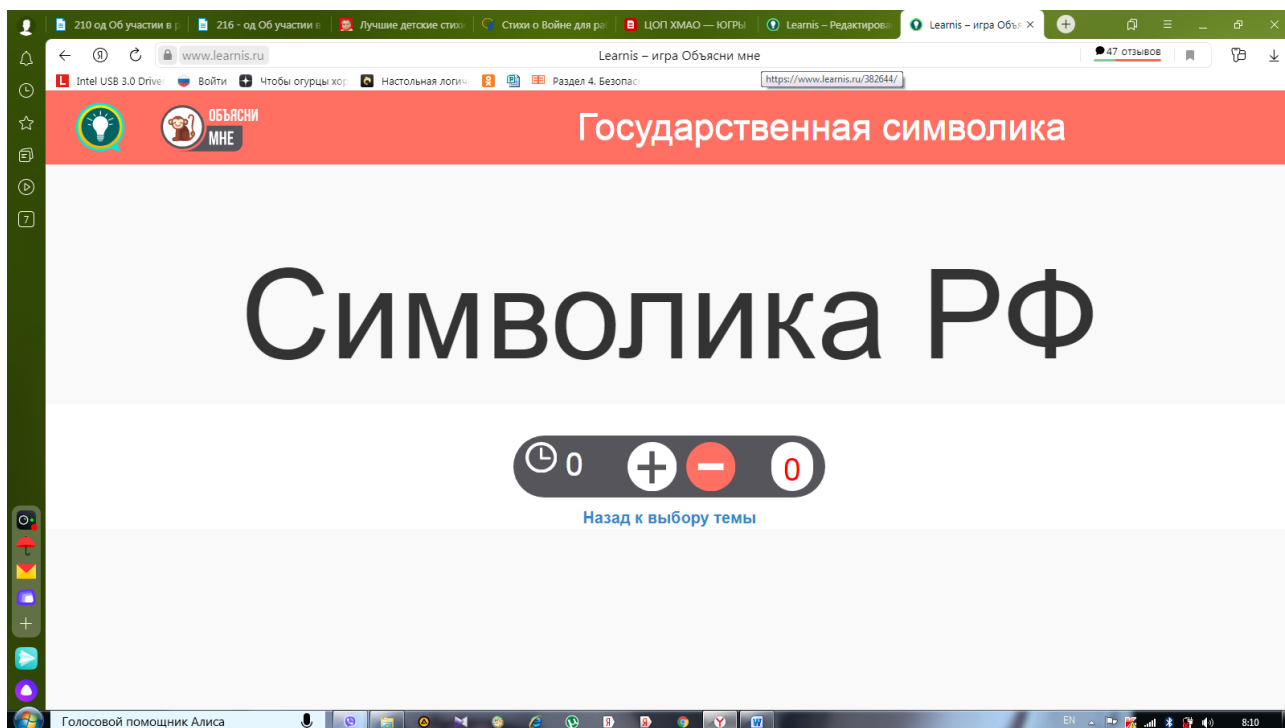 210 од Об участии в р
216 - од Об участии в
Лучшие детские стихо
Стихи о Войне для раб
ЦОП ХМАО — ЮГРЫ
Learnis – Редактирова
Learnis – игра Объя
www.learnis.ru
Learnis – игра Объясни мне
47 отзывов
Intel USB 3.0 Driver
Войти
Чтобы огурцы хор
Настольная логич
Раздел 4. Безопас
https://www.learnis.ru/382644/
7
ОБЪЯСНИ
МНЕ
Государственная символика
Символика РФ
0
0
Назад к выбору темы
Голосовой помощник Алиса
EN
8:10